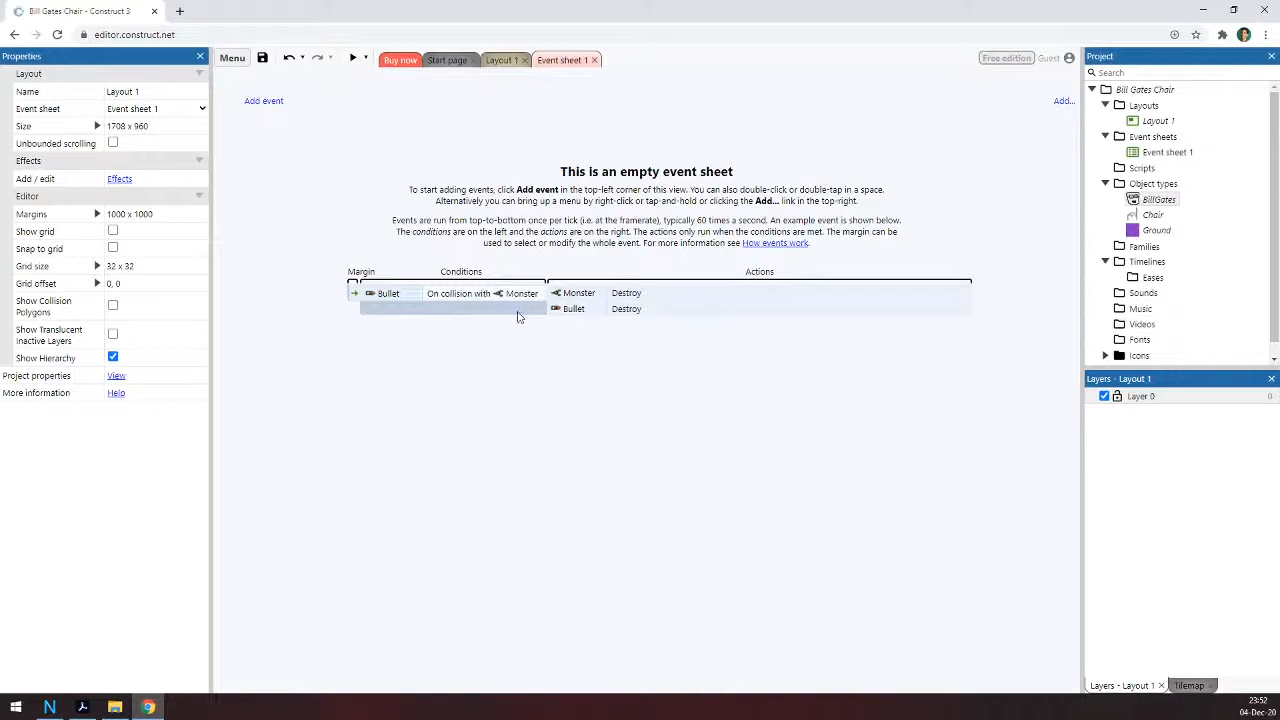 Bill Gates Chair - Construct 3
editor.construct.net
Properties
Layout
Name Layout 1
Event sheet Event sheet 1
Size 1708 x 960
Unbounded scrolling
Effects
Add / edit Effects
Editor
Margins 1000 x 1000
Show grid
Snap to grid
Grid size 32 x 32
Grid offset 0, 0
Show Collision
Polygons
Show Translucent
Inactive Layers
Show Hierarchy
Project properties View
More information Help
Menu
Buy now
Start page
Layout 1
Event sheet 1
Free edition
Guest
Add event
Add...
This is an empty event sheet
To start adding events, click Add event in the top-left corner of this view. You can also double-click or double-tap in a space.
Alternatively you can bring up a menu by right-click or tap-and-hold or clicking the Add... link in the top-right.
Events are run from top-to-bottom once per tick (i.e. at the framerate), typically 60 times a second. An example event is shown below.
The conditions are on the left and the actions are on the right. The actions only run when the conditions are met. The margin can be
used to select or modify the whole event. For more information see How events work.
Margin Conditions Actions
Bullet On collision with Monster Monster Destroy
Bullet Destroy
Project
Search
Bill Gates Chair
Layouts
Layout 1
Event sheets
Event sheet 1
Scripts
Object types
BillGates
Chair
Ground
Families
Timelines
Eases
Sounds
Music
Videos
Fonts
Icons
Layers - Layout 1
Layer 0 0
Layers - Layout 1 Tilemap
23:52
04-Dec-20